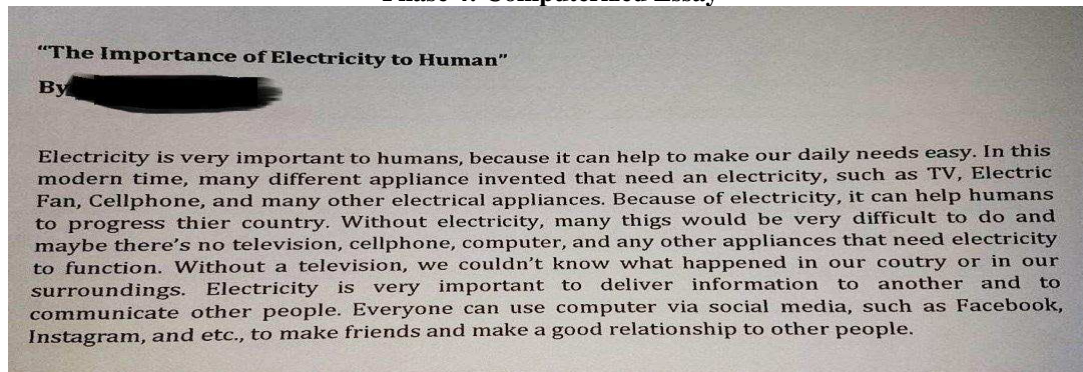 “The Importance of Electricity to Human”
By
Electricity is very important to humans, because it can help to make our daily needs easy. In this
modern time, many different appliance invented that need an electricity, such as TV, Electric
Fan, Cellphone, and many other electrical appliances. Because of electricity, it can help humans
to progress thier country. Without electricity, many thigs would be very difficult to do and
maybe there’s no television, cellphone, computer, and any other appliances that need electricity
to function. Without a television, we couldn’t know what happened in our coutry or in our
surroundings. Electricity is very important to deliver information to another and to
communicate other people. Everyone can use computer via social media, such as Facebook,
Instagram, and etc., to make friends and make a good relationship to other people.